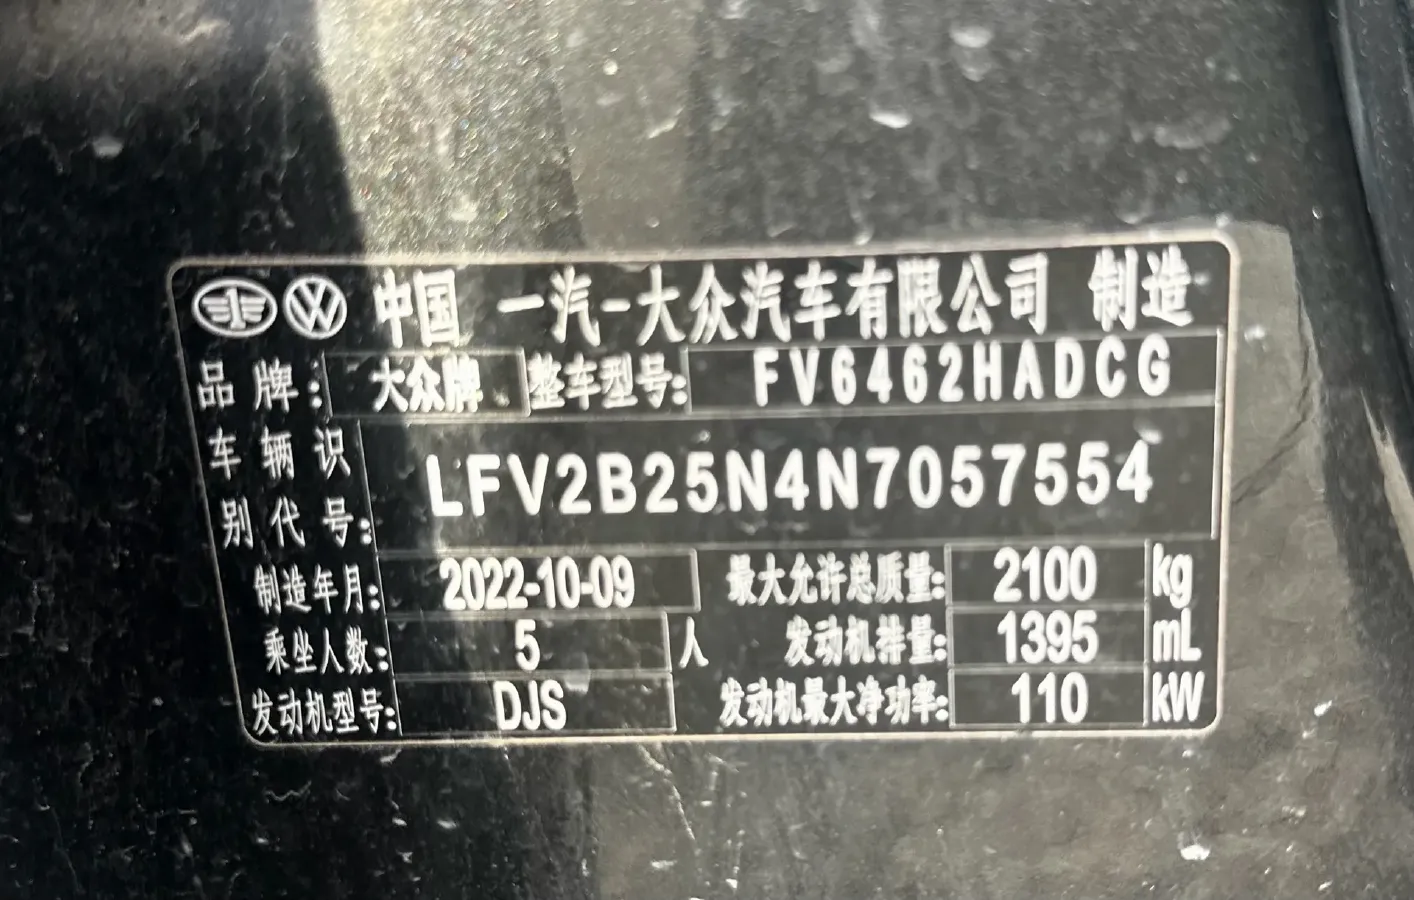 中国 一汽-大众汽车有限公司 制造
品牌: 大众牌 整车型号: FV6462HADCG
车辆识
别代号: LFV2B25N4N7057554
制造年月: 2022-10-09 最大允许总质量: 2100 kg
乘坐人数: 5 人 发动机排量: 1395 mL
发动机型号: DJS 发动机最大净功率: 110 kW